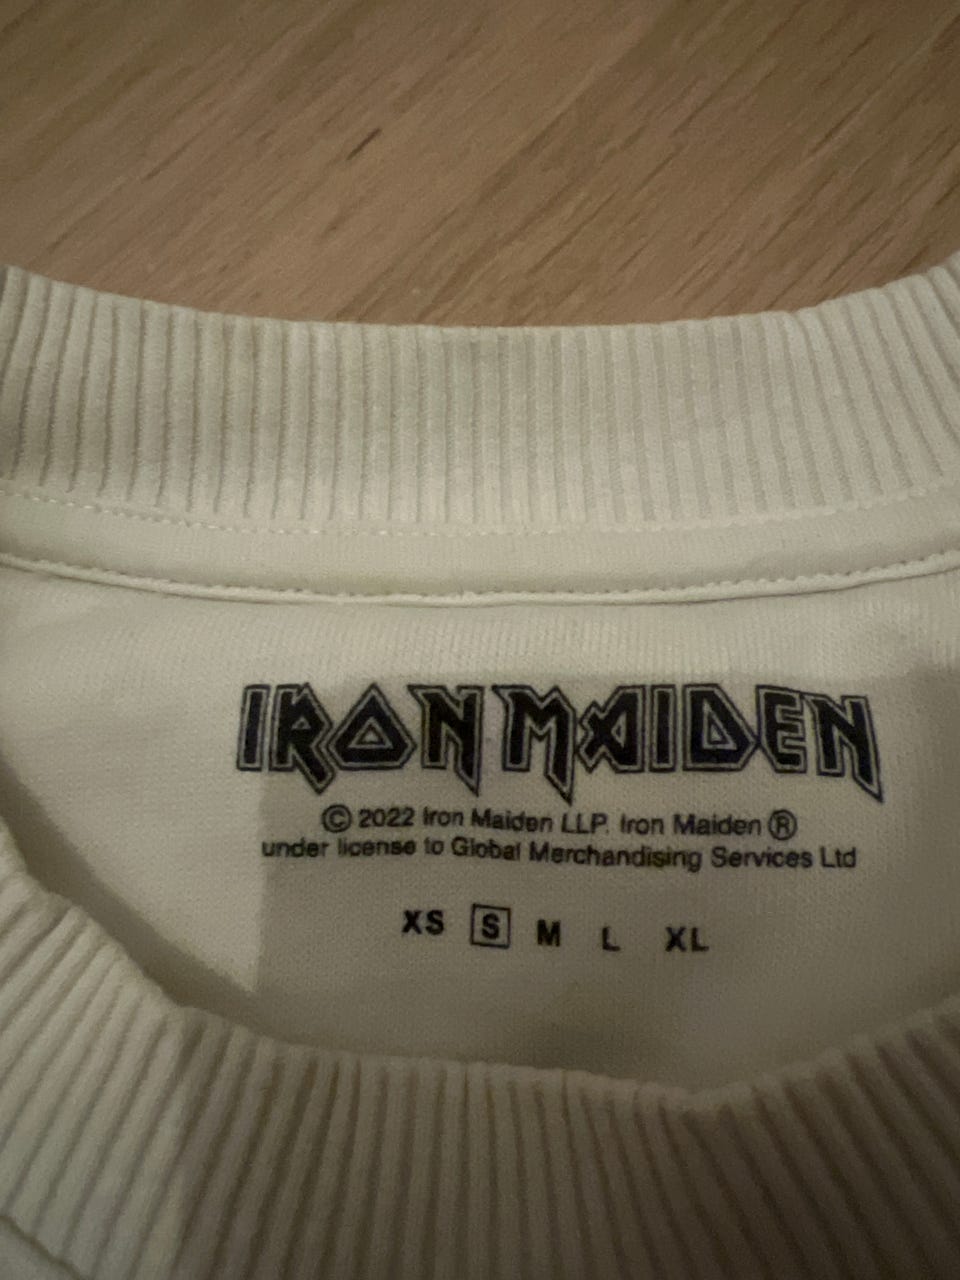 IRON MAIDEN
© 2022 Iron Maiden LLP. Iron Maiden ®
under license to Global Merchandising Services Ltd
XS S M L XL